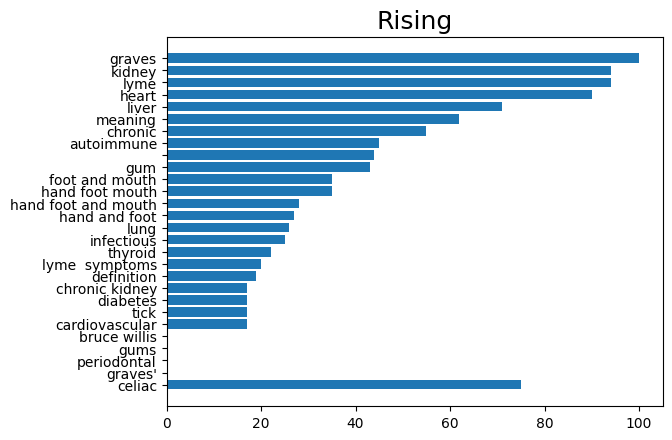 Rising
graves
kidney
lyme
heart
liver
meaning
chronic
autoimmune
gum
foot and mouth
hand foot mouth
hand foot and mouth
hand and foot
lung
infectious
thyroid
lyme  symptoms
definition
chronic kidney
diabetes
tick
cardiovascular
bruce willis
gums
periodontal
graves'
celiac
0 20 40 60 80 100